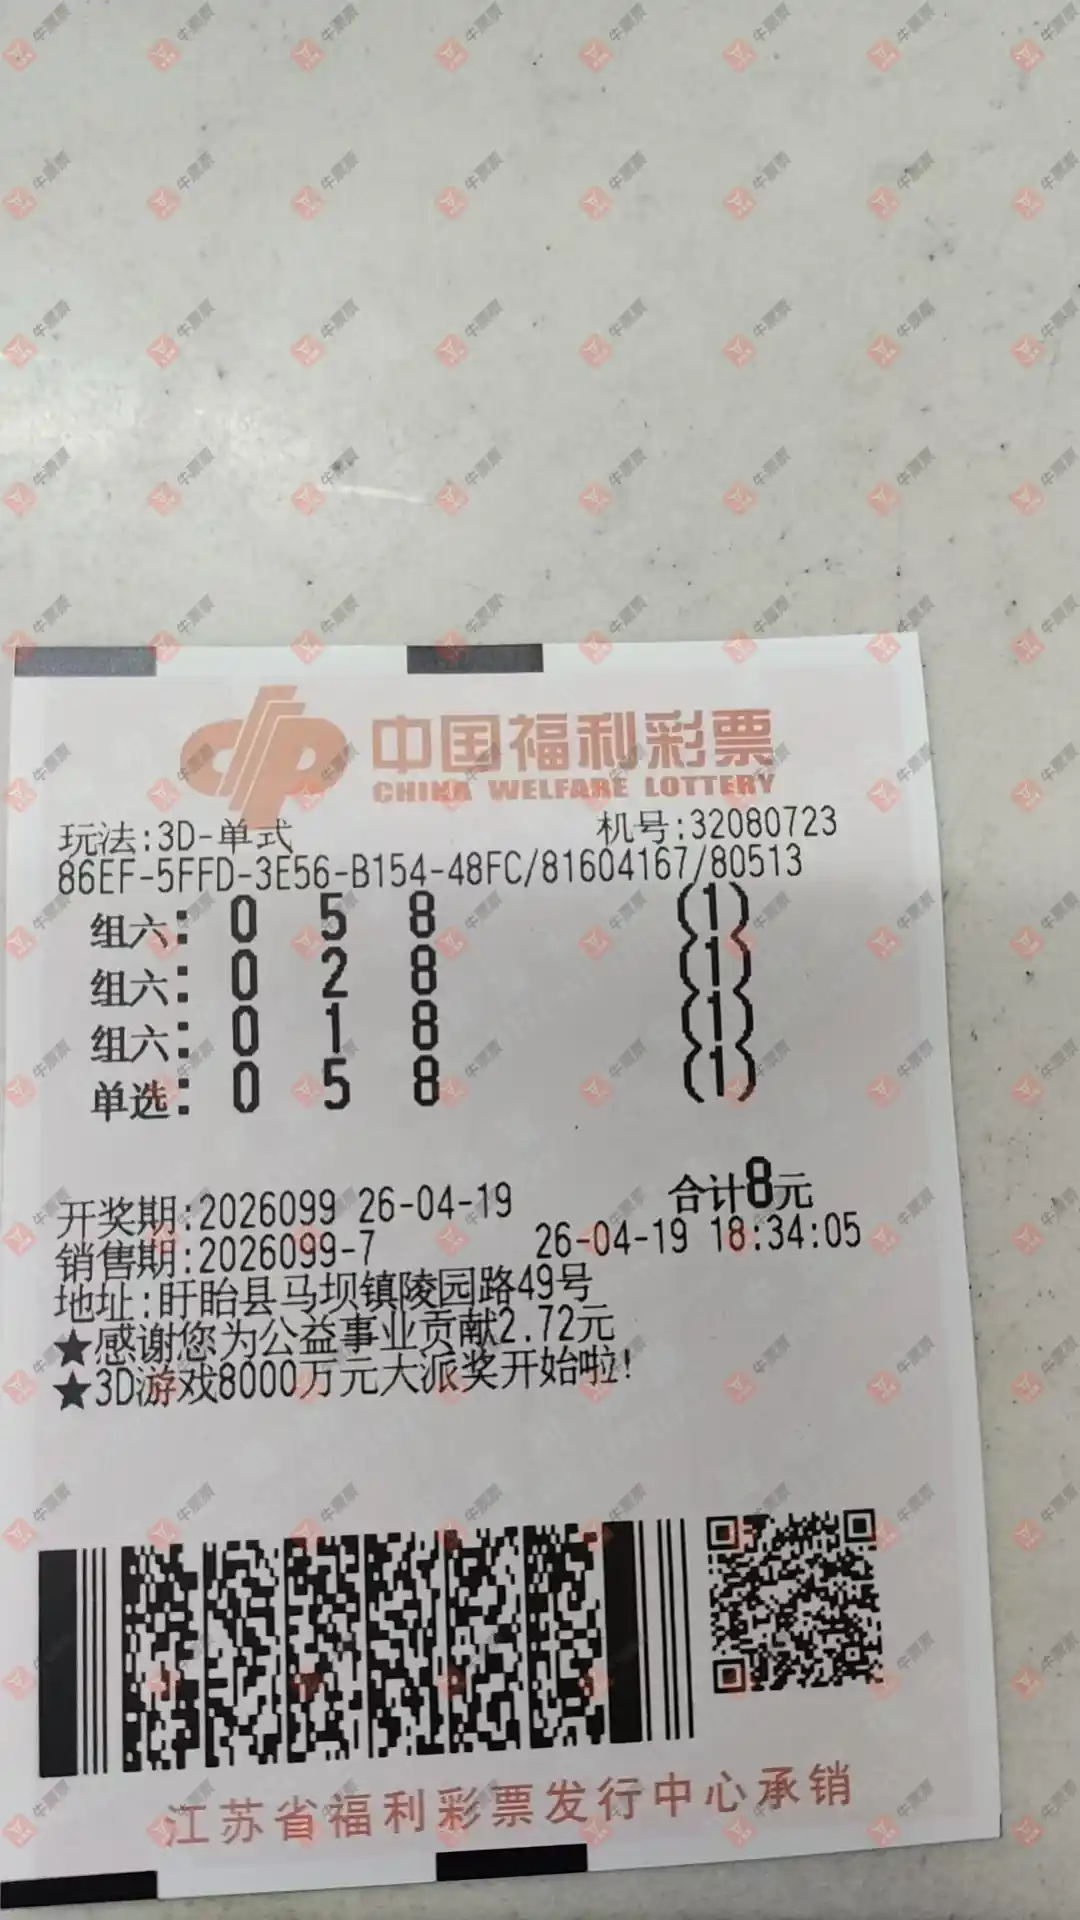 中国福利彩票
CHINA WELFARE LOTTERY
玩法:3D-单式 机号:32080723
86EF-5FFD-3E56-B154-48FC/81604167/80513
组六: 0 5 8 (1)
组六: 0 2 8 (1)
组六: 0 1 8 (1)
单选: 0 5 8 (1)
合计8元
开奖期:2026099 26-04-19
销售期:2026099-7 26-04-19 18:34:05
地址:盱眙县马坝镇陵园路49号
★感谢您为公益事业贡献2.72元
★3D游戏8000万元大派奖开始啦!
江苏省福利彩票发行中心承销
牛票票